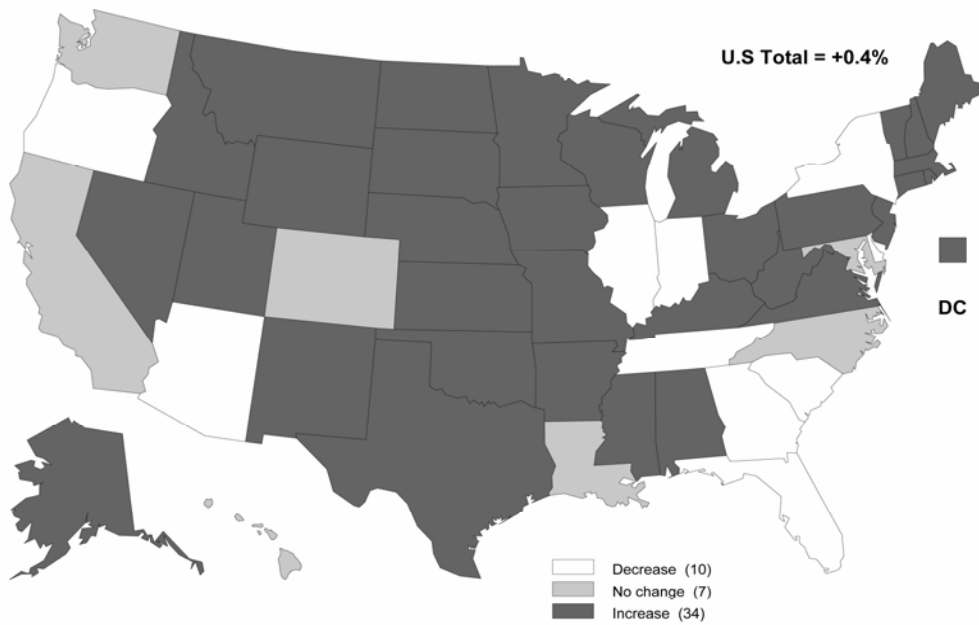 U.S Total = +0.4%
DC
Decrease (10)
No change (7)
Increase (34)